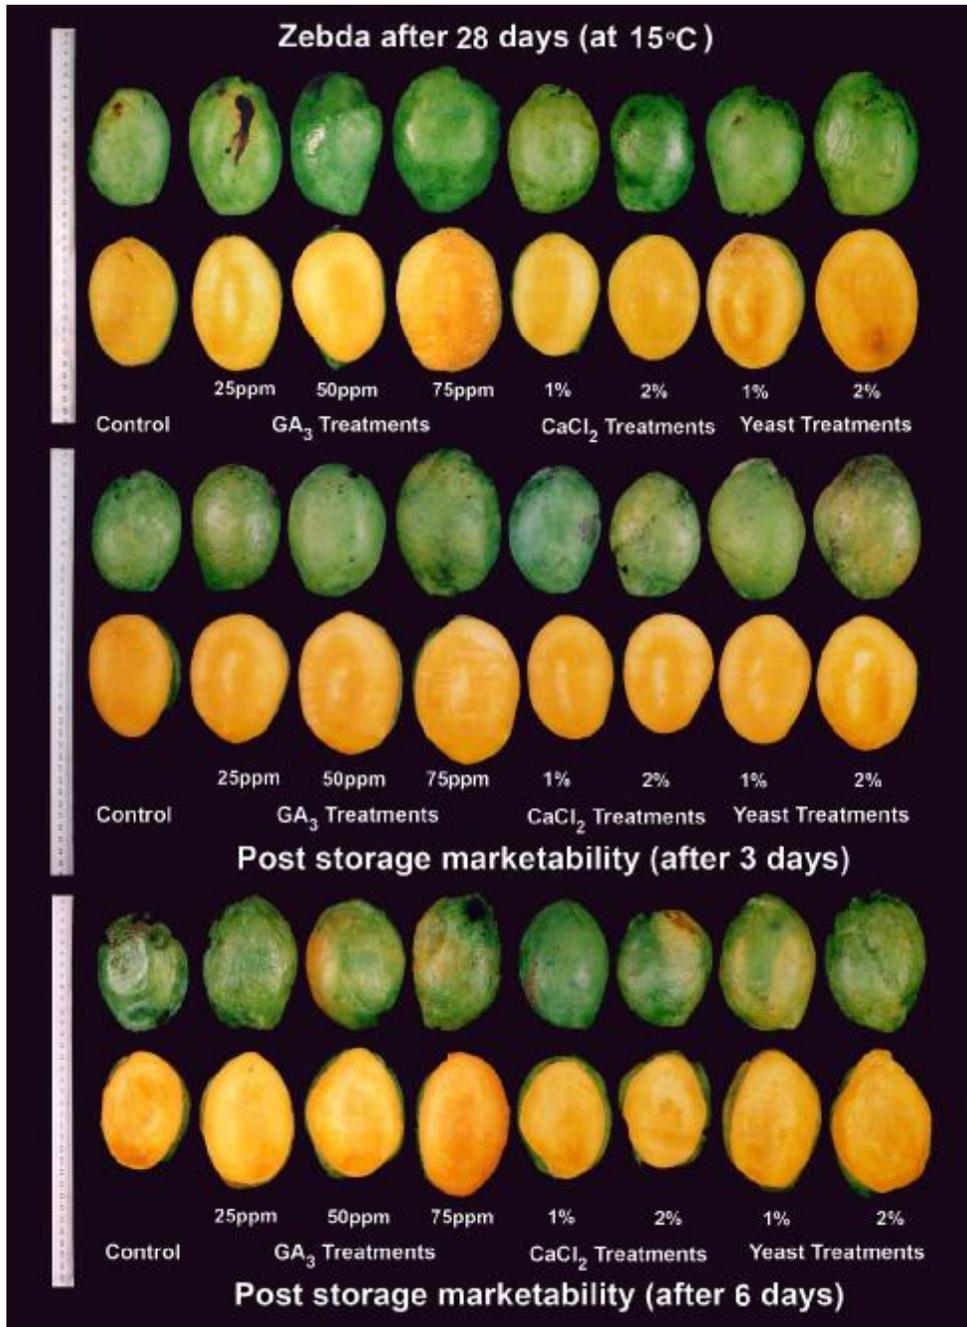 Zebda after 28 days (at 15°C)
25ppm 50ppm 75ppm 1% 2% 1% 2%
Control GA₃ Treatments CaCl₂ Treatments Yeast Treatments
25ppm 50ppm 75ppm 1% 2% 1% 2%
Control GA₃ Treatments CaCl₂ Treatments Yeast Treatments
Post storage marketability (after 3 days)
25ppm 50ppm 75ppm 1% 2% 1% 2%
Control GA₃ Treatments CaCl₂ Treatments Yeast Treatments
Post storage marketability (after 6 days)